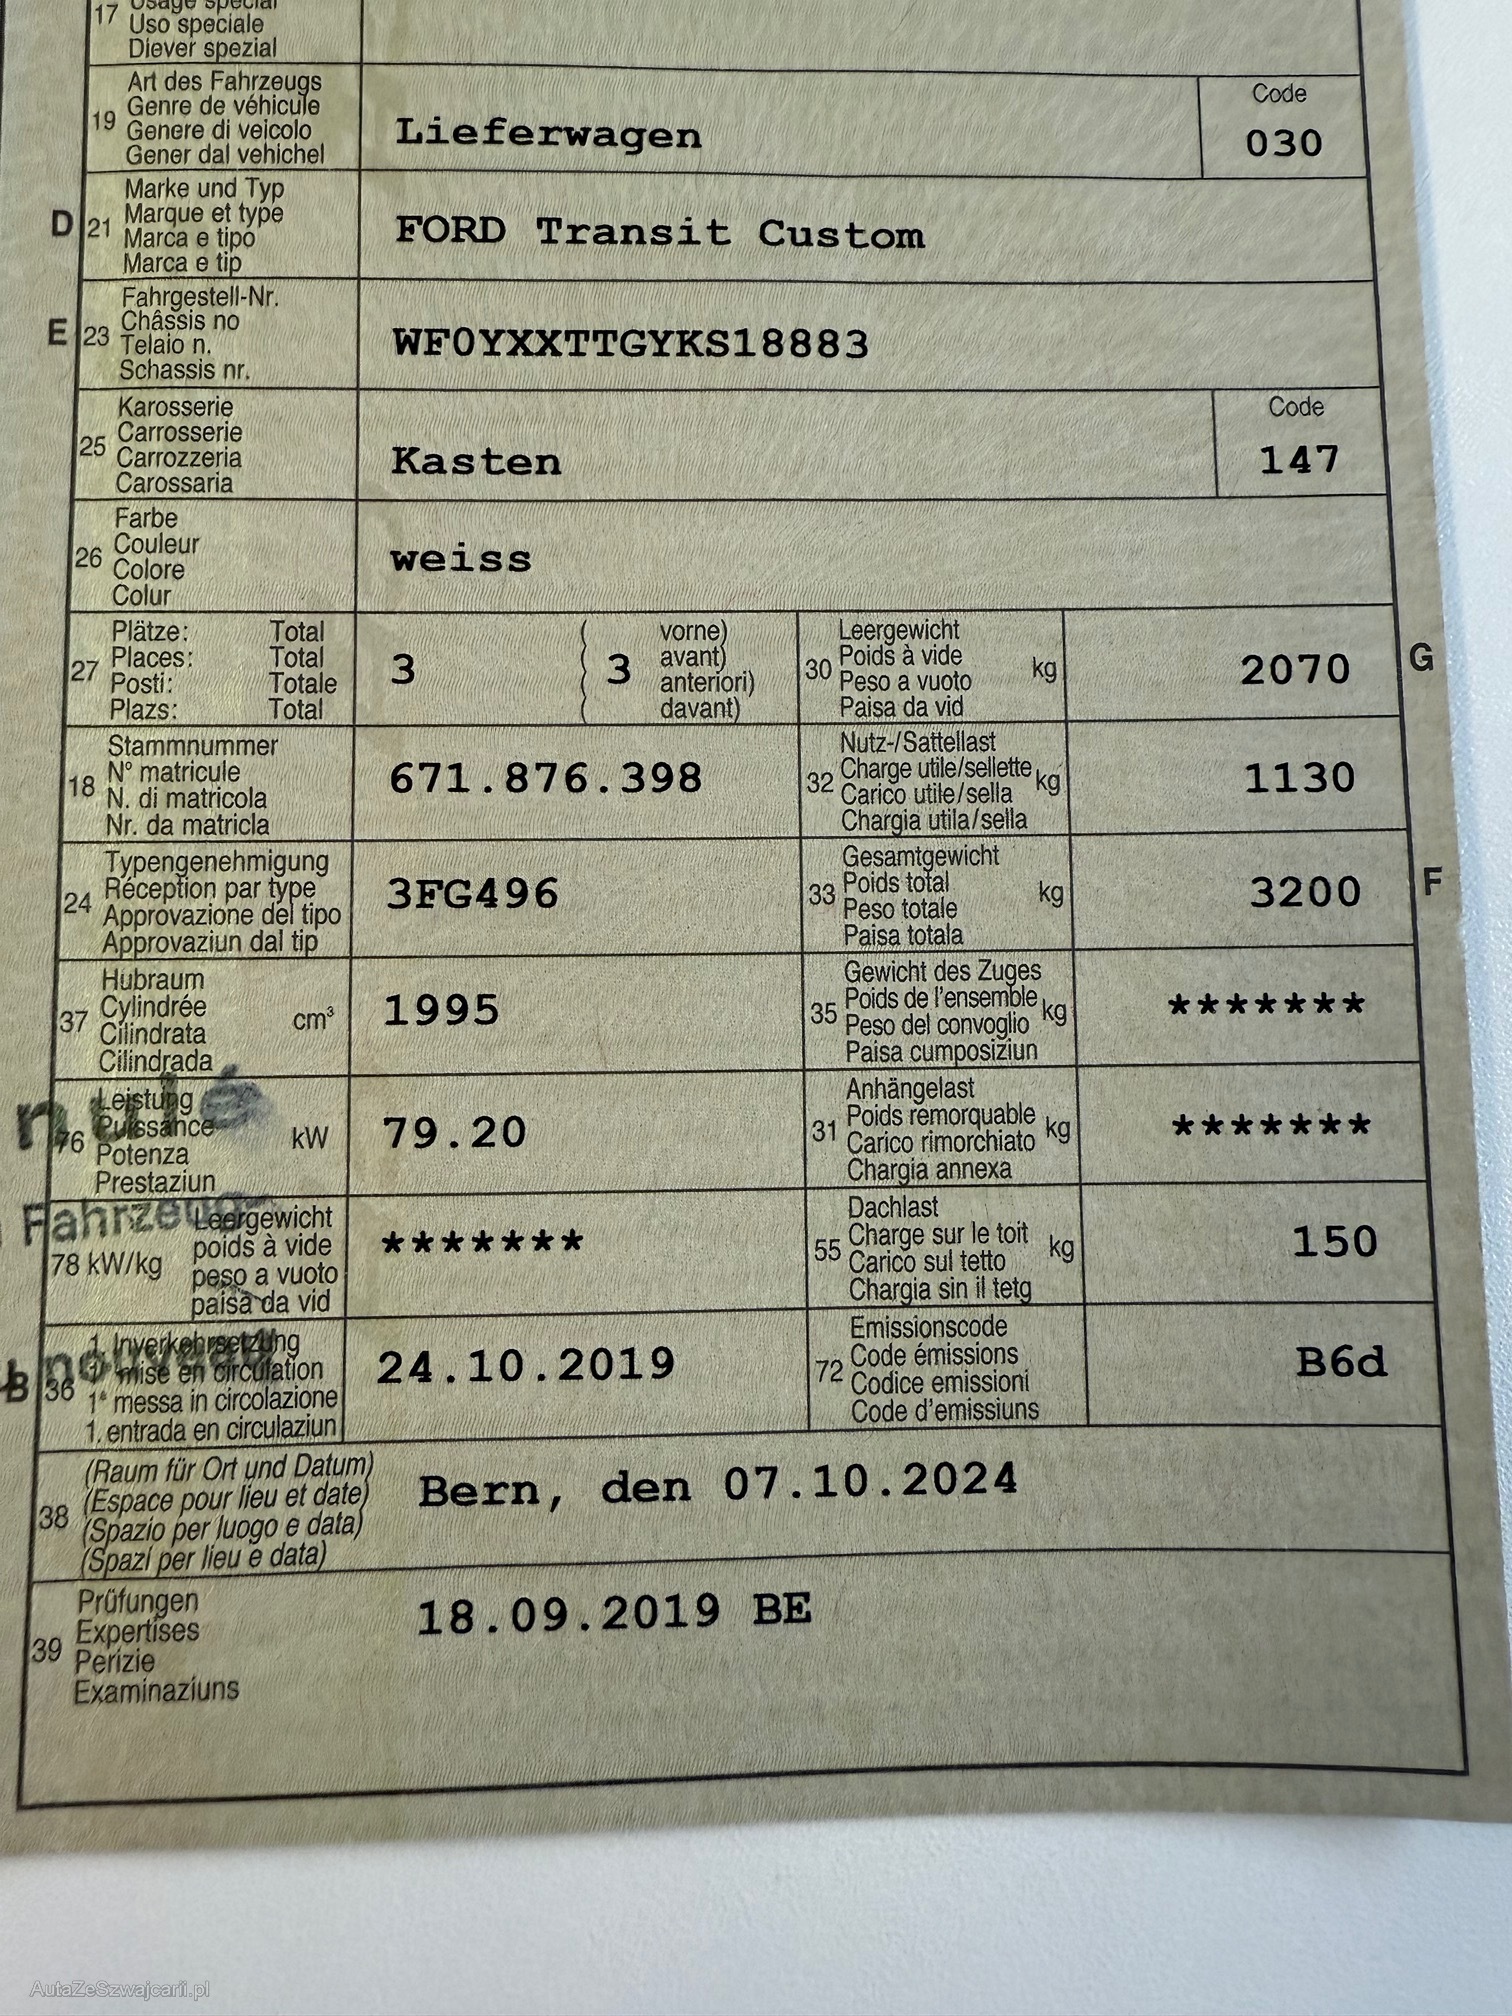 17 Usage spécial
Uso speciale
Diever spezial
19 Art des Fahrzeugs
Genre de véhicule
Genere di veicolo
Gener dal vehichel
Lieferwagen
Code
030
D 21 Marke und Typ
Marque et type
Marca e tipo
Marca e tip
FORD Transit Custom
E 23 Fahrgestell-Nr.
Châssis no
Telaio n.
Schassis nr.
WF0YXXTTGYKS18883
25 Karosserie
Carrosserie
Carrozzeria
Carossaria
Kasten
Code
147
26 Farbe
Couleur
Colore
Colur
weiss
27 Plätze: Total
Places: Total
Posti: Totale
Plazs: Total
3 ( 3 vorne)
( avant)
( anteriori)
( davant)
30 Leergewicht
Poids à vide
Peso a vuoto
Paisa da vid
kg
2070
G
18 Stammnummer
N° matricule
N. di matricola
Nr. da matricla
671.876.398
32 Nutz-/Sattellast
Charge utile/sellette
Carico utile/sella
Chargia utila/sella
kg
1130
24 Typengenehmigung
Réception par type
Approvazione del tipo
Approvaziun dal tip
3FG496
33 Gesamtgewicht
Poids total
Peso totale
Paisa totala
kg
3200
F
37 Hubraum
Cylindrée
Cilindrata
Cilindrada
cm³
1995
35 Gewicht des Zuges
Poids de l'ensemble
Peso del convoglio
Paisa cumposiziun
kg
*******
76 Leistung
Puissance
Potenza
Prestaziun
kW
79.20
31 Anhängelast
Poids remorquable
Carico rimorchiato
Chargia annexa
kg
*******
Fahrzeug
78 kW/kg
Leergewicht
poids à vide
peso a vuoto
paisa da vid
*******
55 Dachlast
Charge sur le toit
Carico sul tetto
Chargia sin il tetg
kg
150
B 36 1. Inverkehrsetzung
1re mise en circulation
1a messa in circolazione
1. entrada en circulaziun
24.10.2019
72 Emissionscode
Code émissions
Codice emissioni
Code d'emissiuns
B6d
38 (Raum für Ort und Datum)
(Espace pour lieu et date)
(Spazio per luogo e data)
(Spazi per lieu e data)
Bern, den 07.10.2024
39 Prüfungen
Expertises
Perizie
Examinaziuns
18.09.2019 BE
AutaZeSzwajcarii.pl